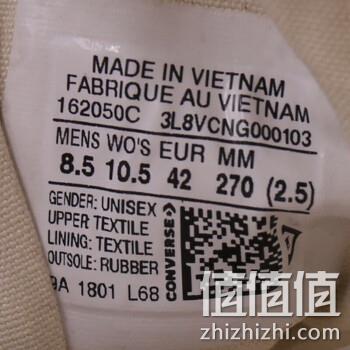 MADE IN VIETNAM
FABRIQUE AU VIETNAM
162050C 3L8VCNG000103
MENS WO'S EUR MM
8.5 10.5 42 270 (2.5)
GENDER: UNISEX
UPPER: TEXTILE
LINING: TEXTILE
OUTSOLE: RUBBER
CONVERSE
9A 1801 L68
值值值
zhizhizhi.com